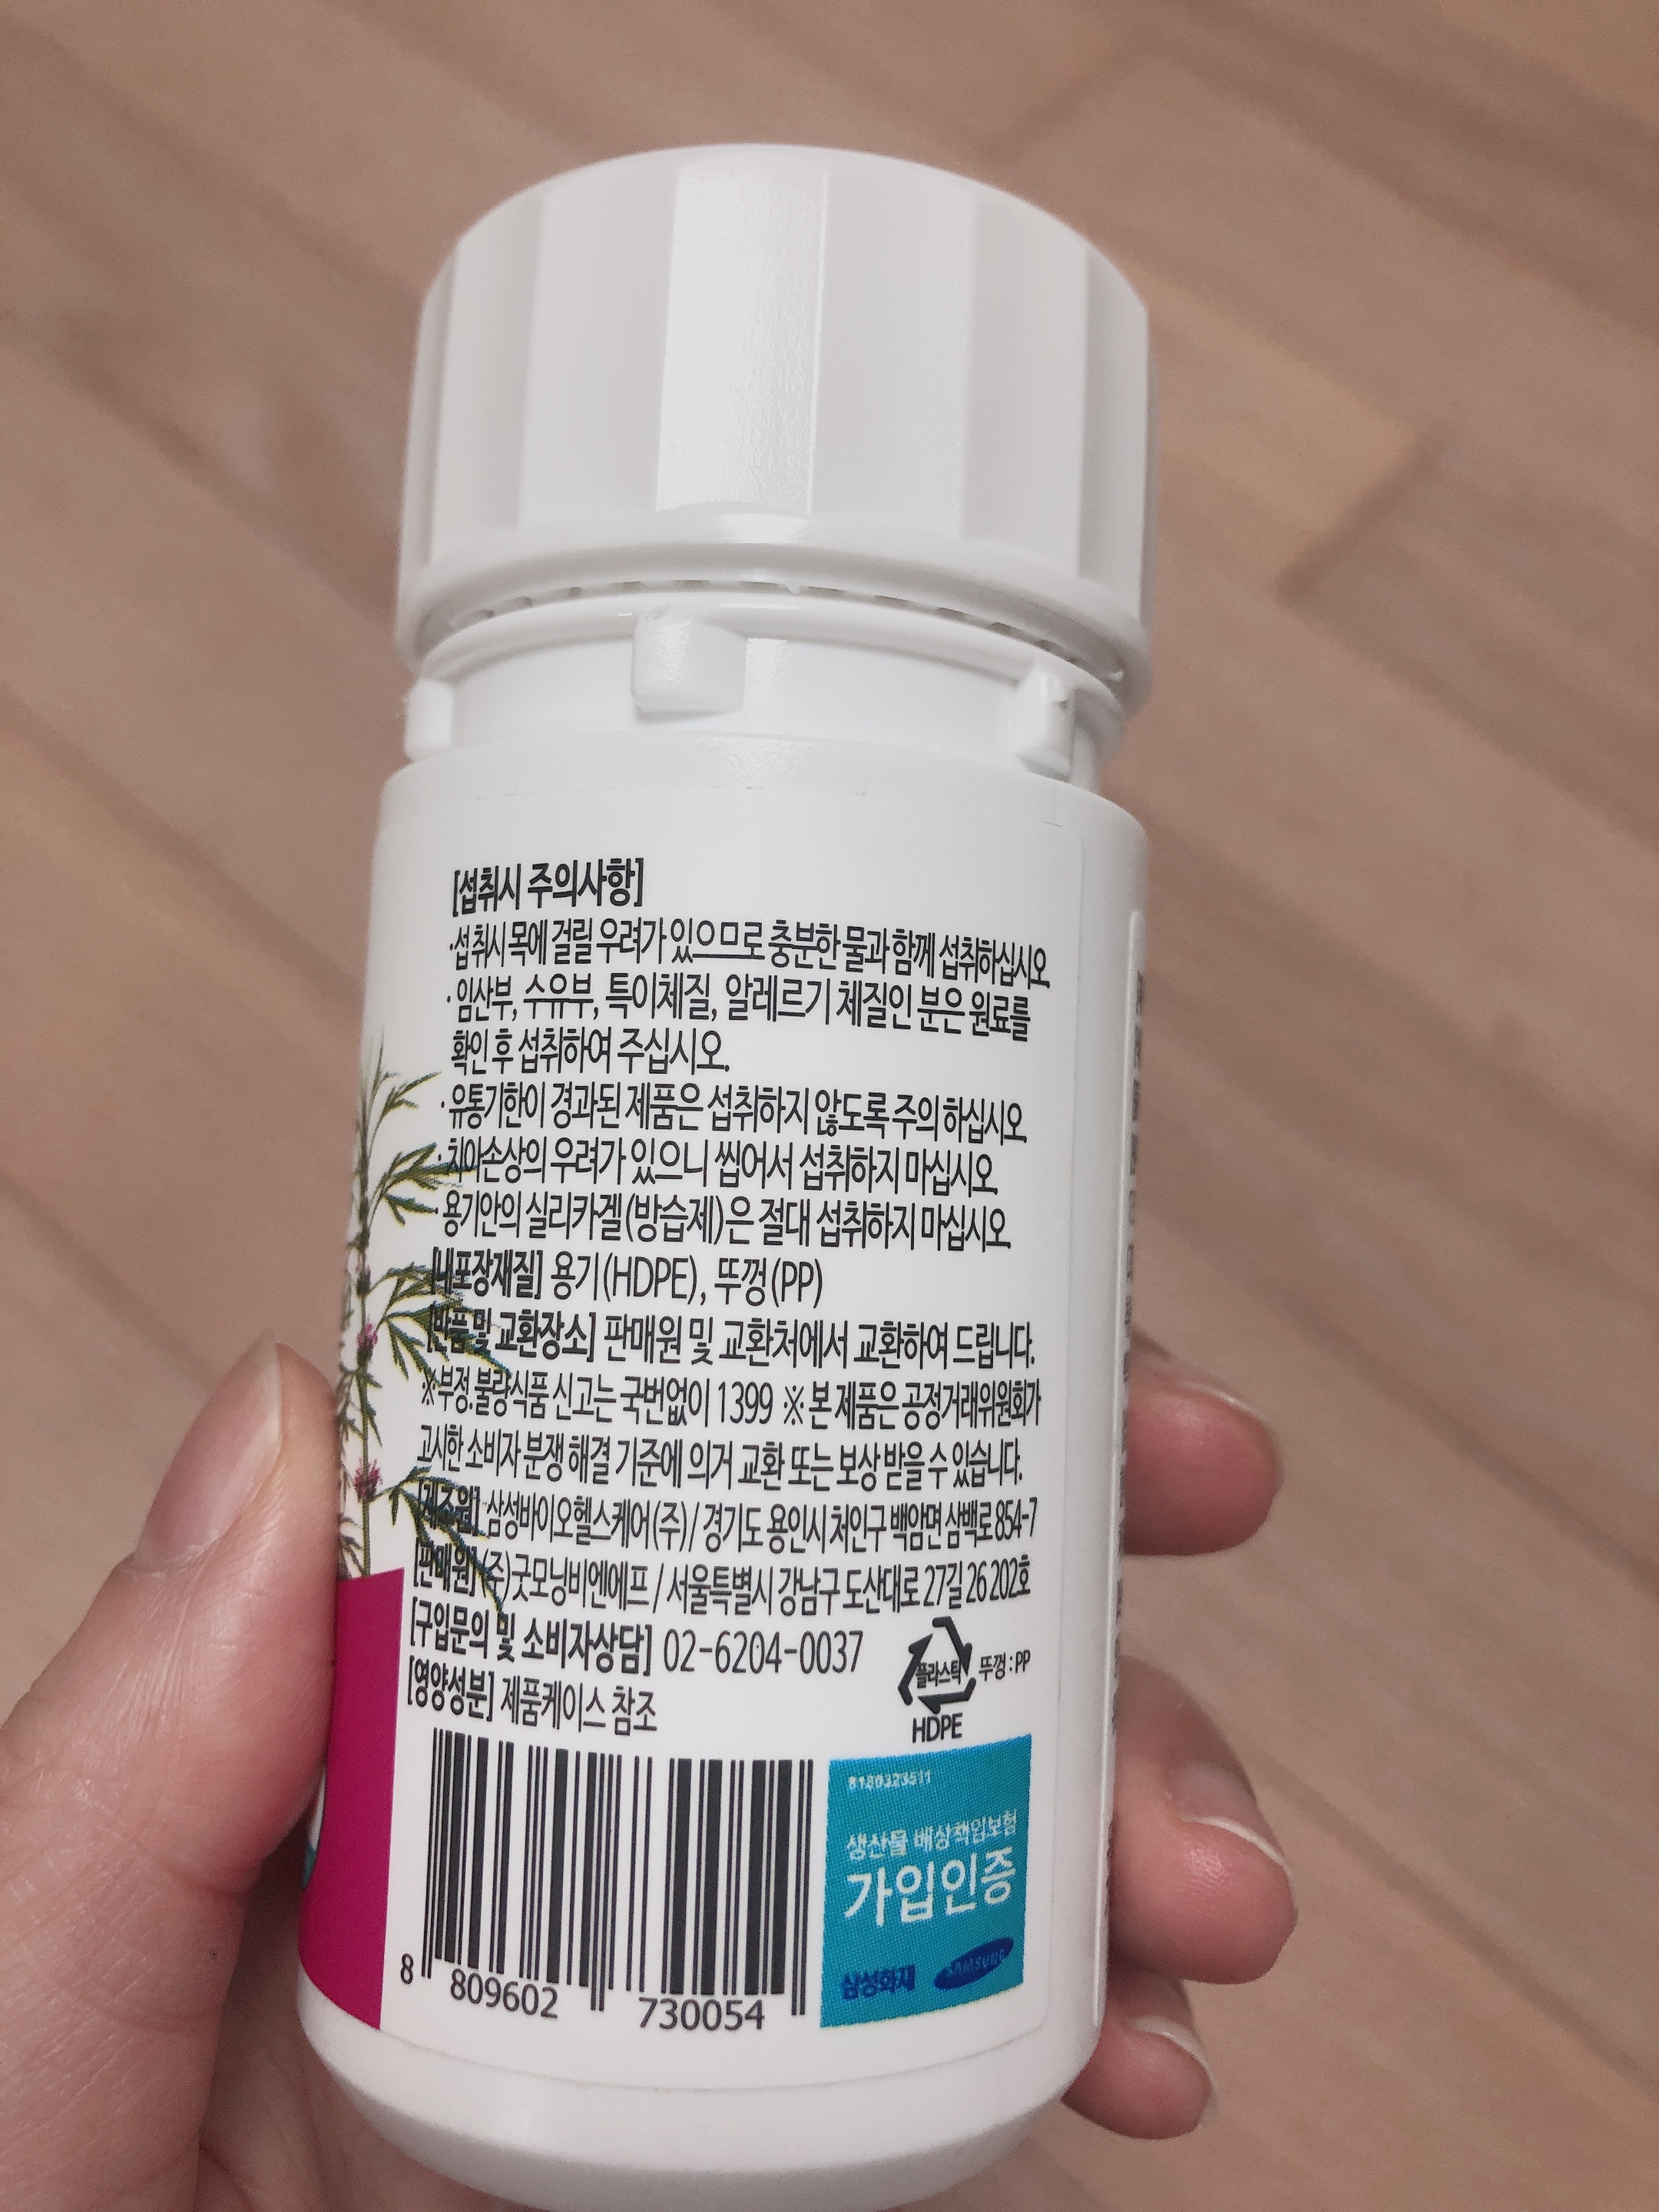 [섭취시 주의사항]
·섭취시 목에 걸릴 우려가 있으므로 충분한 물과 함께 섭취하십시오
· 임산부, 수유부, 특이체질, 알레르기 체질인 분은 원료를
확인 후 섭취하여 주십시오.
·유통기한이 경과된 제품은 섭취하지 않도록 주의 하십시오
·치아손상의 우려가 있으니 씹어서 섭취하지 마십시오
·용기안의 실리카겔(방습제)은 절대 섭취하지 마십시오
[내포장재질] 용기(HDPE), 뚜껑(PP)
[반품 및 교환장소] 판매원 및 교환처에서 교환하여 드립니다.
※부정.불량식품 신고는 국번없이 1399 ※ 본 제품은 공정거래위원회가
고시한 소비자 분쟁 해결 기준에 의거 교환 또는 보상 받을 수 있습니다.
[제조원] 삼성바이오헬스케어(주)/ 경기도 용인시 처인구 백암면 삼백로 854-7
[판매원] (주)굿모닝비엔에프 / 서울특별시 강남구 도산대로 27길 26 202호
[구입문의 및 소비자상담] 02-6204-0037
[영양성분] 제품케이스 참조
플라스틱 뚜껑 : PP
HDPE
생산물 배상책임보험
가입인증
삼성화재 SAMSUNG
8 809602 730054